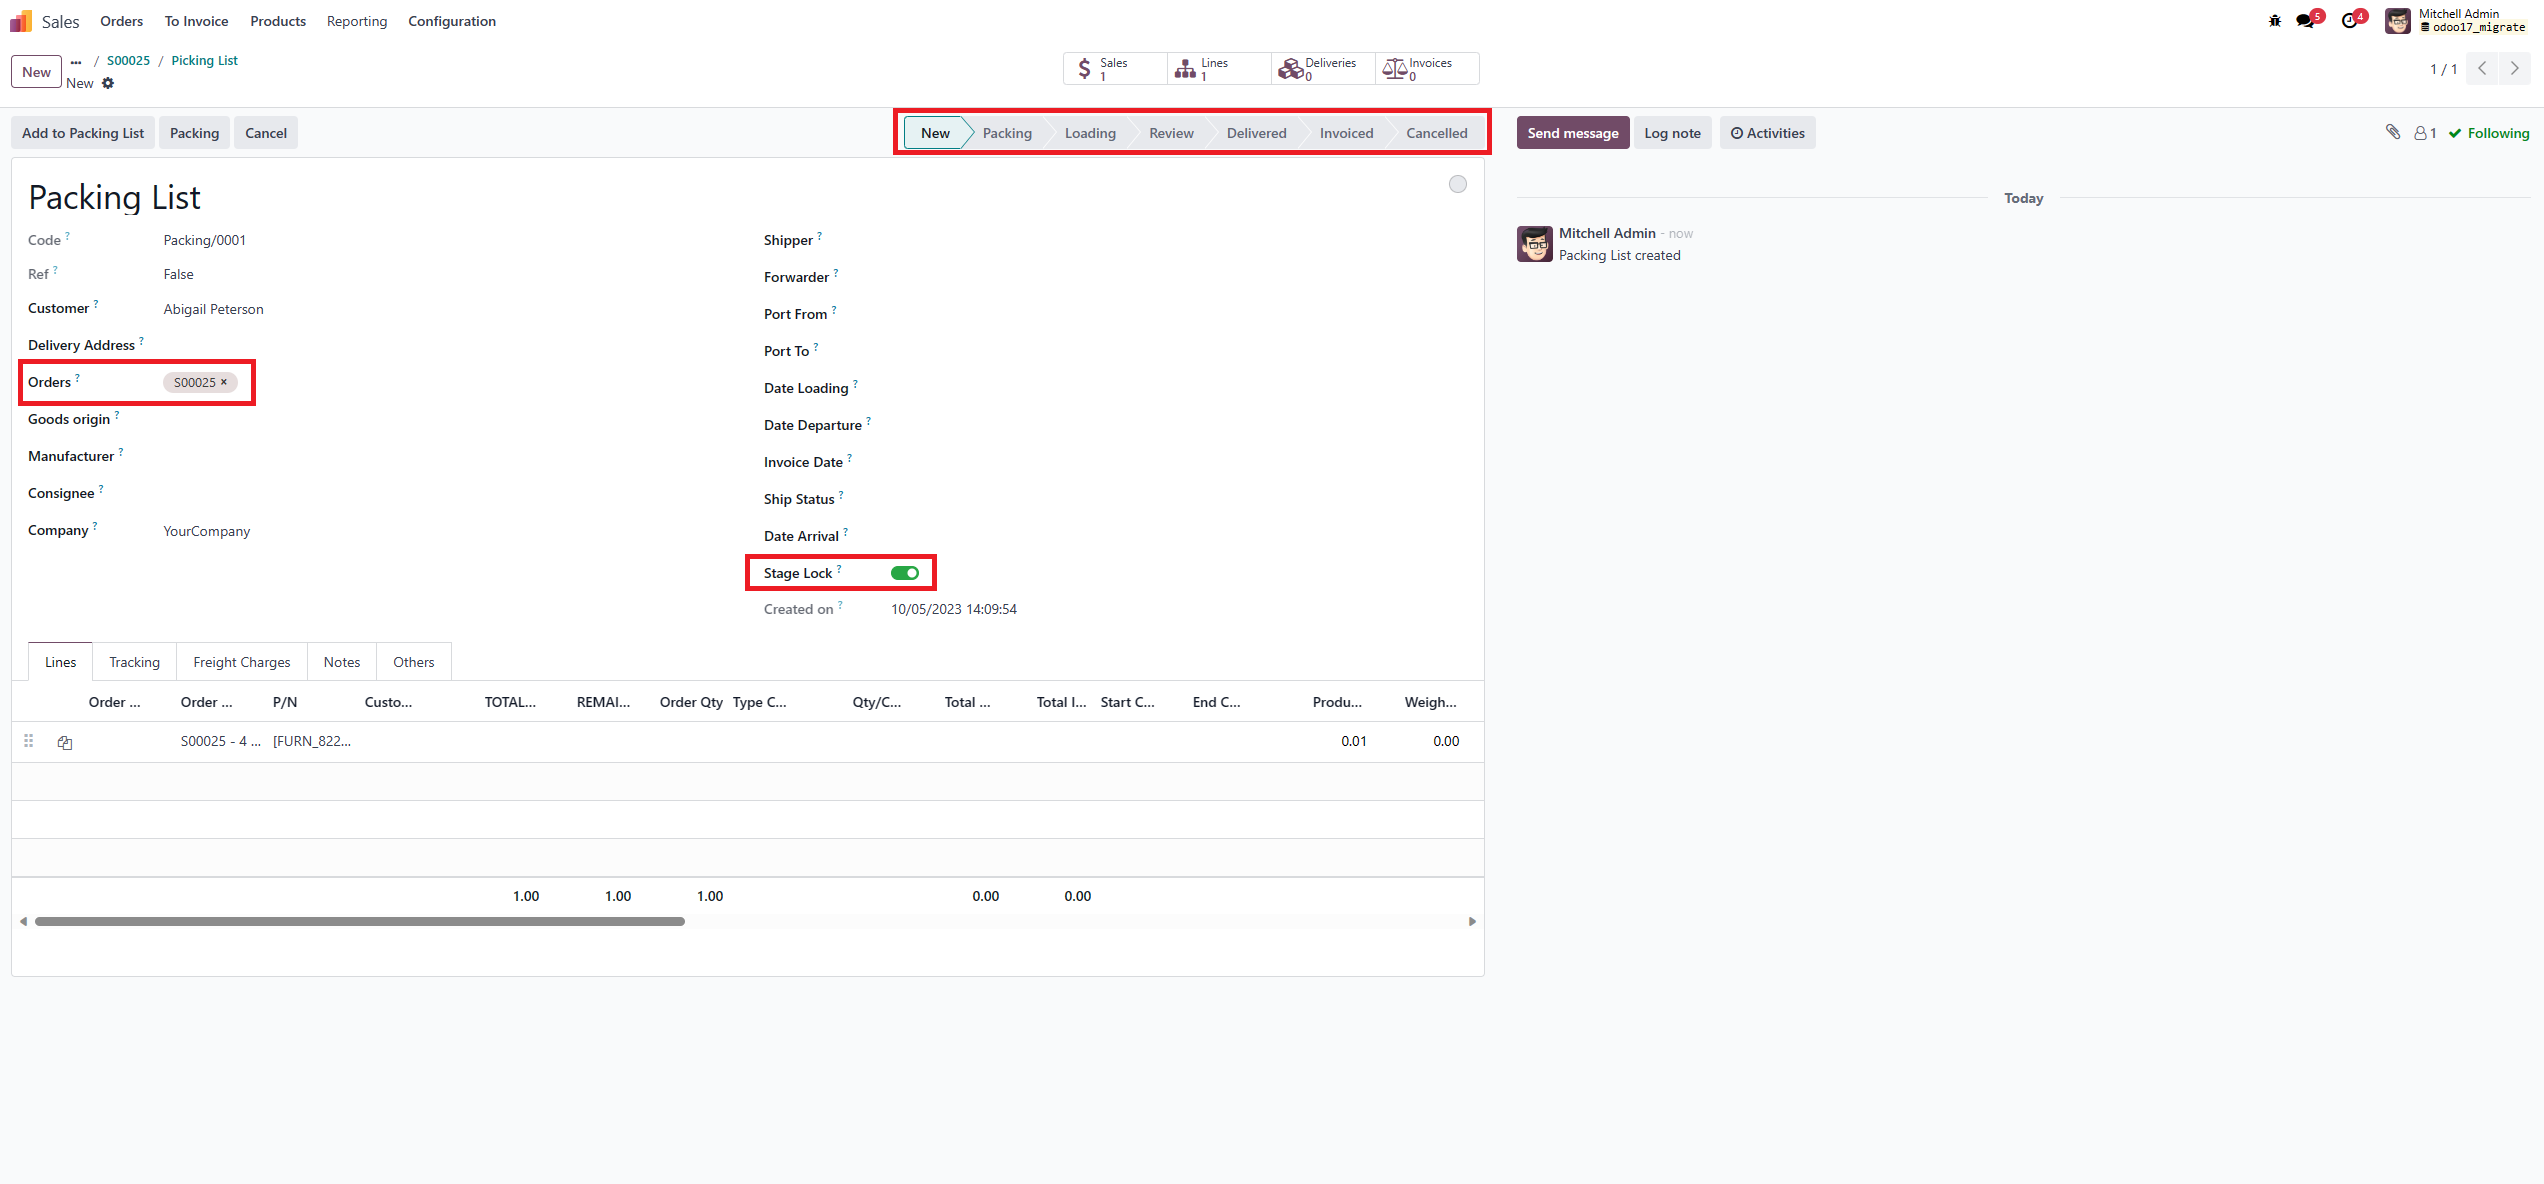 Sales Orders To Invoice Products Reporting Configuration 5 4 Mitchell Admin
odoo17_migrate
New ... / S00025 / Picking List
New
Sales 1 Lines 1 Deliveries 0 Invoices 0
1 / 1
Add to Packing List Packing Cancel
New Packing Loading Review Delivered Invoiced Cancelled
Send message Log note Activities 1 Following
Packing List
Code ? Packing/0001
Ref ? False
Customer ? Abigail Peterson
Delivery Address ?
Orders ? S00025 ×
Goods origin ?
Manufacturer ?
Consignee ?
Company ? YourCompany
Shipper ?
Forwarder ?
Port From ?
Port To ?
Date Loading ?
Date Departure ?
Invoice Date ?
Ship Status ?
Date Arrival ?
Stage Lock ?
Created on ? 10/05/2023 14:09:54
Lines Tracking Freight Charges Notes Others
Order ... Order ... P/N Custo... TOTAL... REMAI... Order Qty Type C... Qty/C... Total ... Total I... Start C... End C... Produ... Weigh...
S00025 - 4 ... [FURN_822... 0.01 0.00
1.00 1.00 1.00 0.00 0.00
Today
Mitchell Admin - now
Packing List created